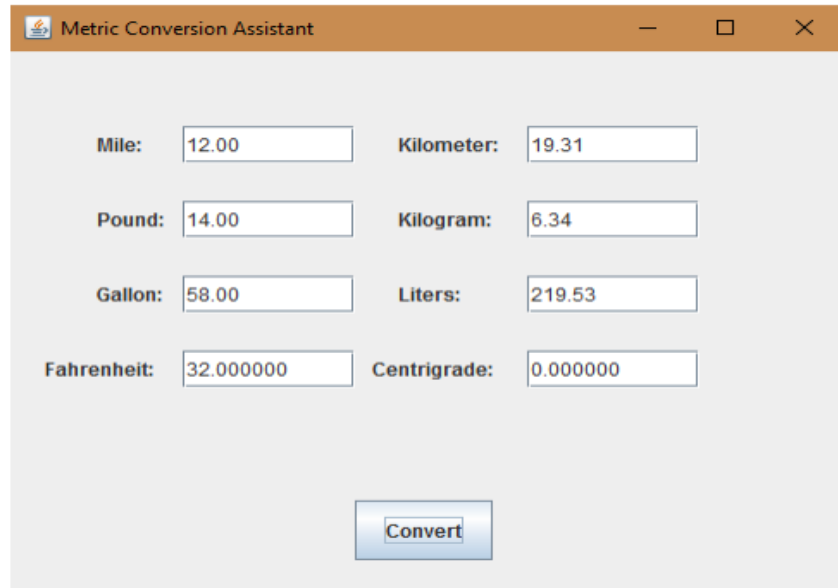 Metric Conversion Assistant
Mile: 12.00 Kilometer: 19.31
Pound: 14.00 Kilogram: 6.34
Gallon: 58.00 Liters: 219.53
Fahrenheit: 32.000000 Centrigrade: 0.000000
Convert